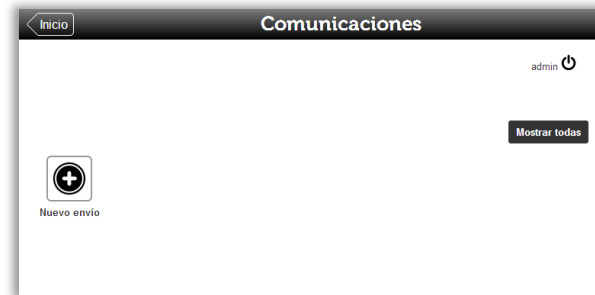 Inicio
Comunicaciones
admin
Mostrar todas
Nuevo envío